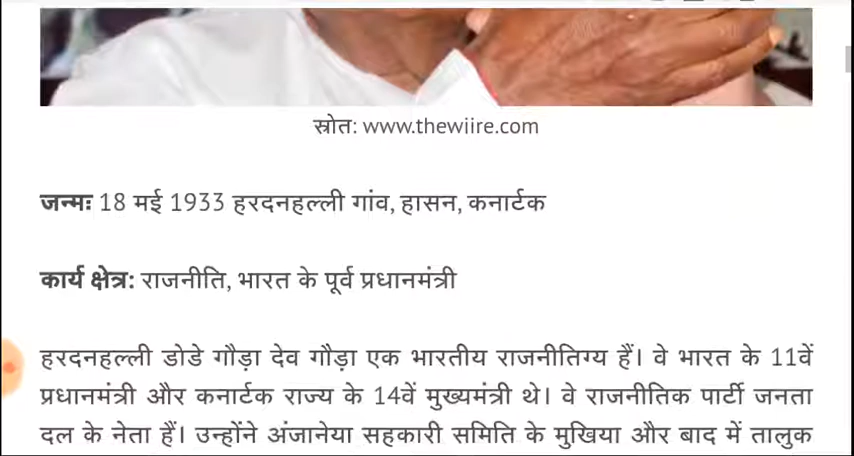 स्रोत: www.thewiire.com
जन्मः 18 मई 1933 हरदनहल्ली गांव, हासन, कनार्टक
कार्य क्षेत्र: राजनीति, भारत के पूर्व प्रधानमंत्री
हरदनहल्ली डोडे गौड़ा देव गौड़ा एक भारतीय राजनीतिग्य हैं। वे भारत के 11वें
प्रधानमंत्री और कनार्टक राज्य के 14वें मुख्यमंत्री थे। वे राजनीतिक पार्टी जनता
दल के नेता हैं। उन्होंने अंजानेया सहकारी समिति के मुखिया और बाद में तालुक